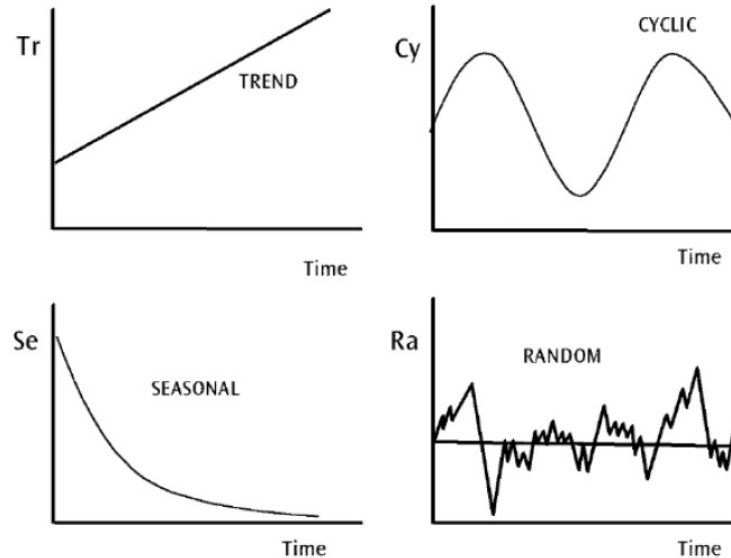 Tr
TREND
Time
CYCLIC
Cy
Time
Se
SEASONAL
Time
Ra
RANDOM
Time